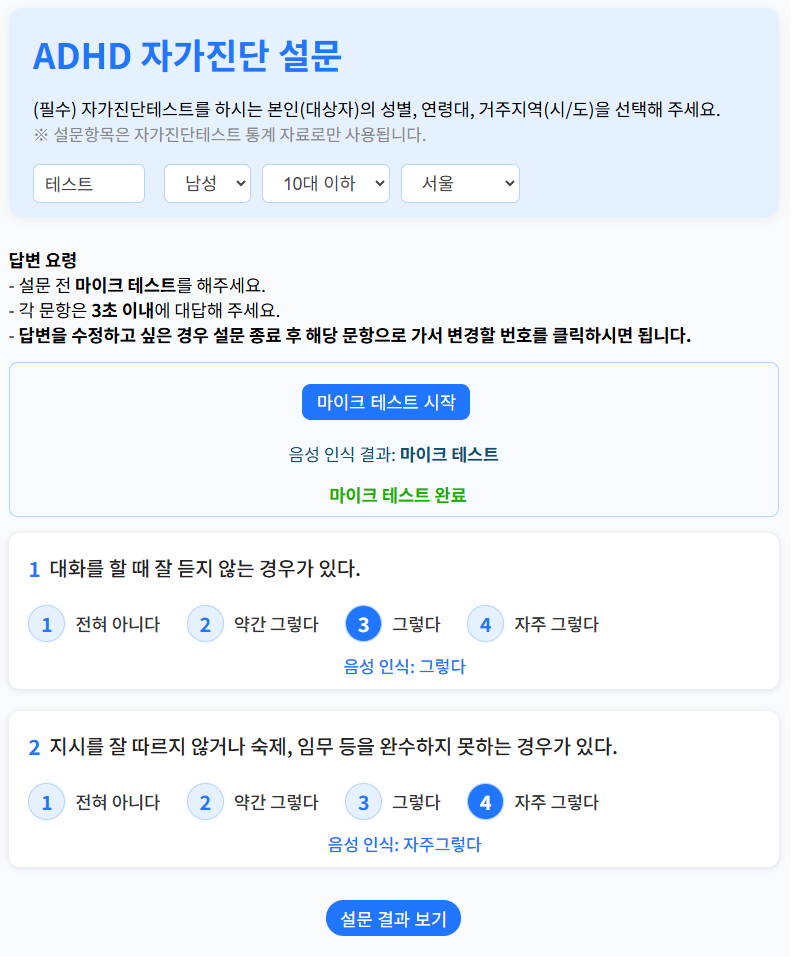 ADHD 자가진단 설문
(필수) 자가진단테스트를 하시는 본인(대상자)의 성별, 연령대, 거주지역(시/도)을 선택해 주세요.
※ 설문항목은 자가진단테스트 통계 자료로만 사용됩니다.
테스트 남성 10대 이하 서울
답변 요령
- 설문 전 마이크 테스트를 해주세요.
- 각 문항은 3초 이내에 대답해 주세요.
- 답변을 수정하고 싶은 경우 설문 종료 후 해당 문항으로 가서 변경할 번호를 클릭하시면 됩니다.
마이크 테스트 시작
음성 인식 결과: 마이크 테스트
마이크 테스트 완료
1 대화를 할 때 잘 듣지 않는 경우가 있다.
1 전혀 아니다 2 약간 그렇다 3 그렇다 4 자주 그렇다
음성 인식: 그렇다
2 지시를 잘 따르지 않거나 숙제, 임무 등을 완수하지 못하는 경우가 있다.
1 전혀 아니다 2 약간 그렇다 3 그렇다 4 자주 그렇다
음성 인식: 자주그렇다
설문 결과 보기